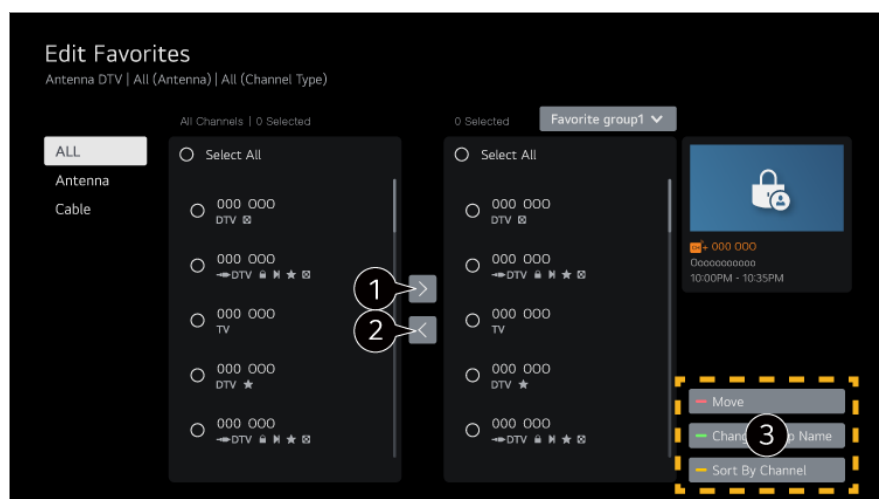 Edit Favorites
Antenna DTV | All (Antenna) | All (Channel Type)
All Channels | 0 Selected
0 Selected
Favorite group1
ALL
Antenna
Cable
Select All
000 000
DTV
000 000
DTV
000 000
TV
000 000
DTV
000 000
DTV
1
2
Select All
000 000
DTV
000 000
DTV
000 000
TV
000 000
DTV
000 000
DTV
CH+ 000 000
Ooooooooooo
10:00PM - 10:35PM
Move
3
Name
Sort By Channel